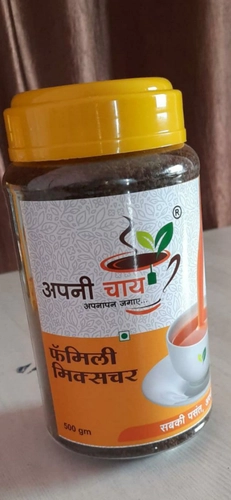 ®
अपनी चाय
अपनापन जगाए...
फॅमिली
मिक्सचर
500 gm
सबकी पसंद,